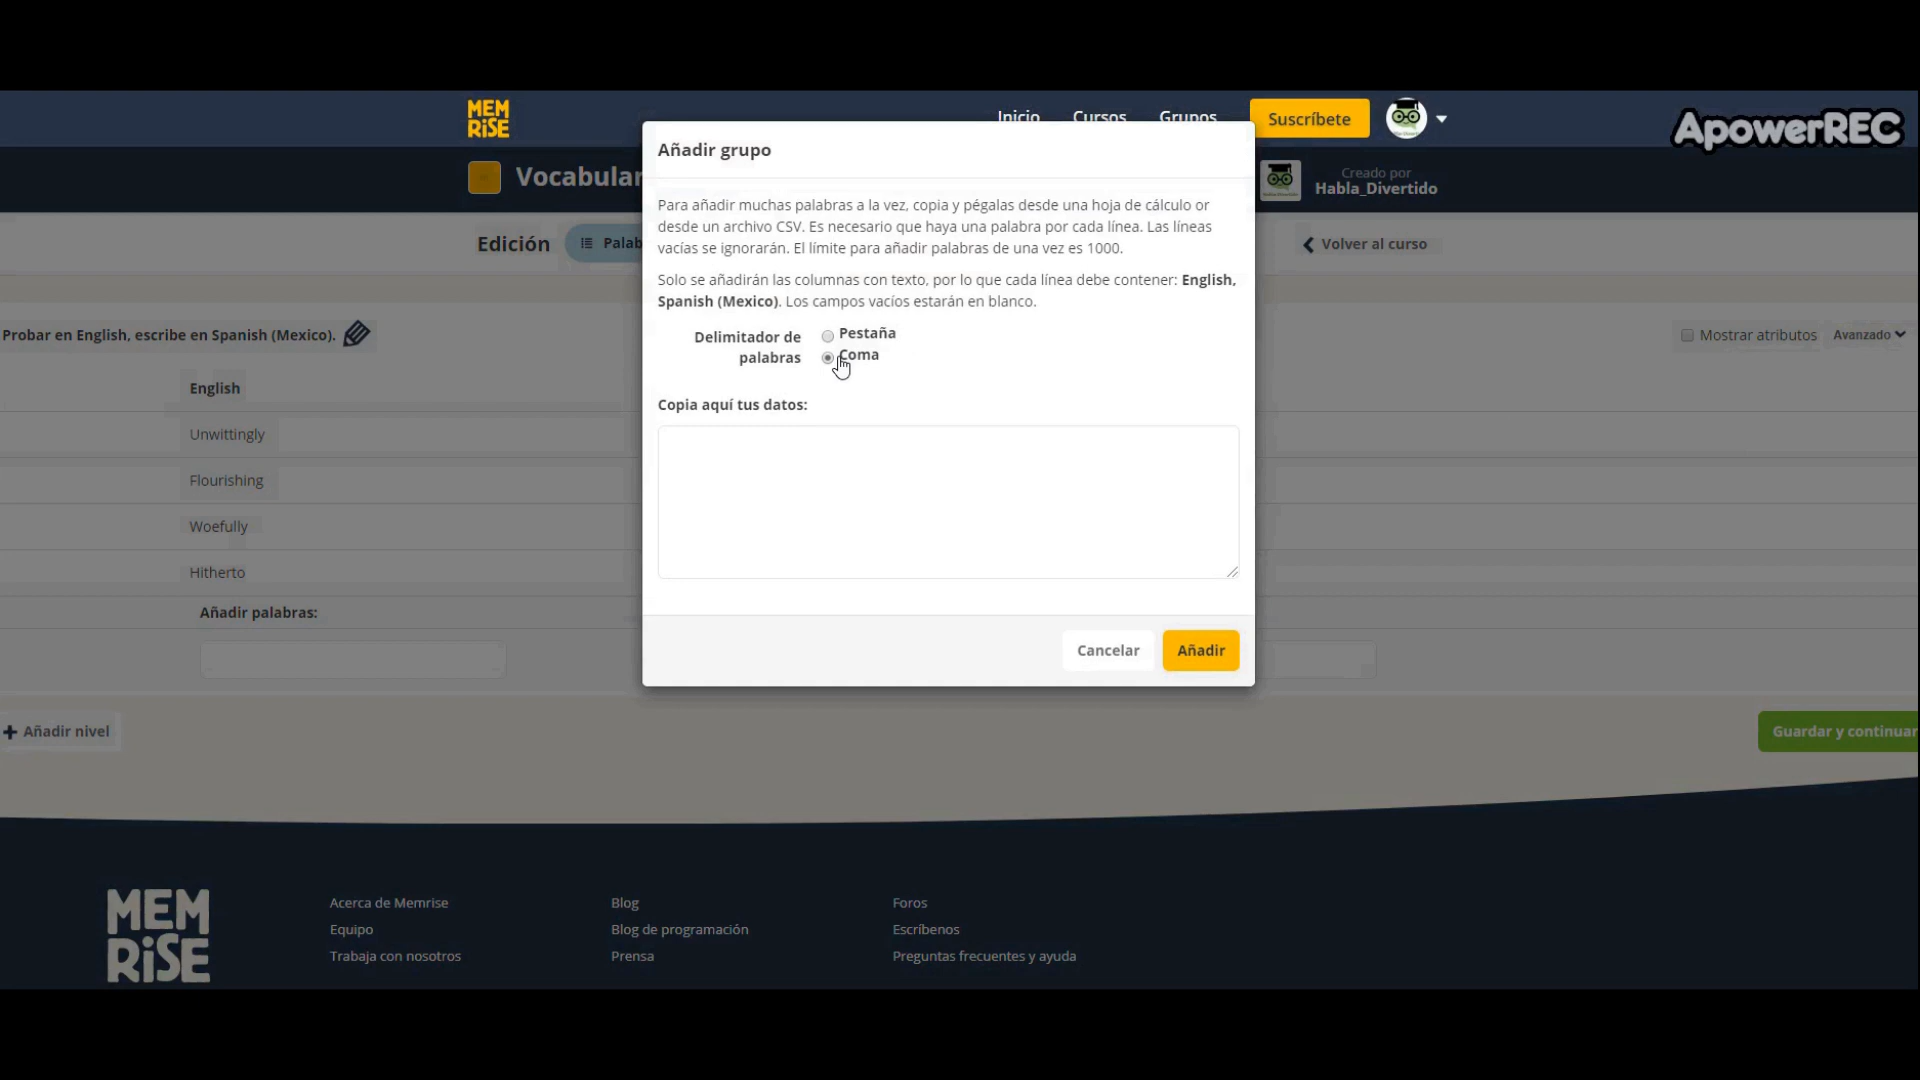 MEM
RiSE
Inicio
Cursos
Grupos
Suscríbete
ApowerREC
Añadir grupo
Vocabular
Creado por
Habla_Divertido
Para añadir muchas palabras a la vez, copia y pégalas desde una hoja de cálculo or
desde un archivo CSV. Es necesario que haya una palabra por cada línea. Las líneas
vacías se ignorarán. El límite para añadir palabras de una vez es 1000.
Edición
Palab
Volver al curso
Solo se añadirán las columnas con texto, por lo que cada línea debe contener: English,
Spanish (Mexico). Los campos vacíos estarán en blanco.
Probar en English, escribe en Spanish (Mexico).
Delimitador de
palabras
Pestaña
Coma
Mostrar atributos
Avanzado
English
Copia aquí tus datos:
Unwittingly
Flourishing
Woefully
Hitherto
Añadir palabras:
Cancelar
Añadir
Añadir nivel
Guardar y continuar
MEM
RiSE
Acerca de Memrise
Equipo
Trabaja con nosotros
Blog
Blog de programación
Prensa
Foros
Escríbenos
Preguntas frecuentes y ayuda